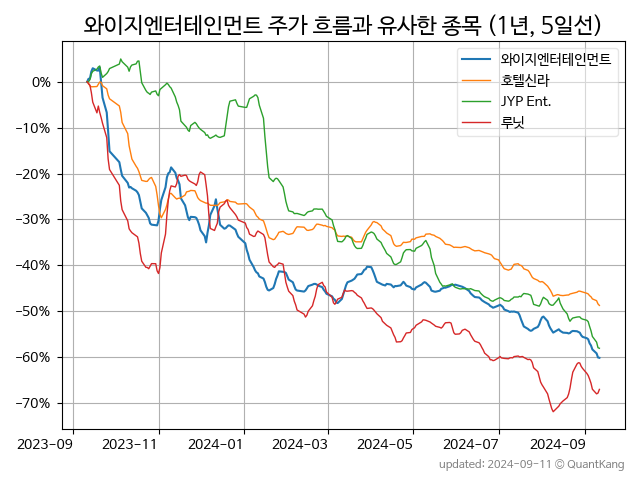 와이지엔터테인먼트 주가 흐름과 유사한 종목 (1년, 5일선)
와이지엔터테인먼트
호텔신라
JYP Ent.
루닛
0%
−10%
−20%
−30%
−40%
−50%
−60%
−70%
2023-09 2023-11 2024-01 2024-03 2024-05 2024-07 2024-09
updated: 2024-09-11 © QuantKang